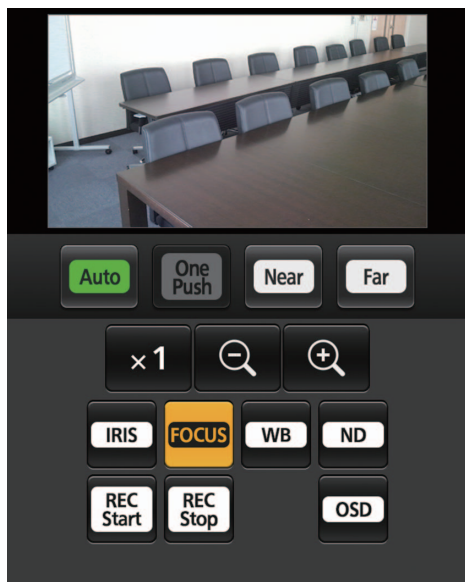 Auto
One
Push
Near
Far
×1
IRIS
FOCUS
WB
ND
REC
Start
REC
Stop
OSD